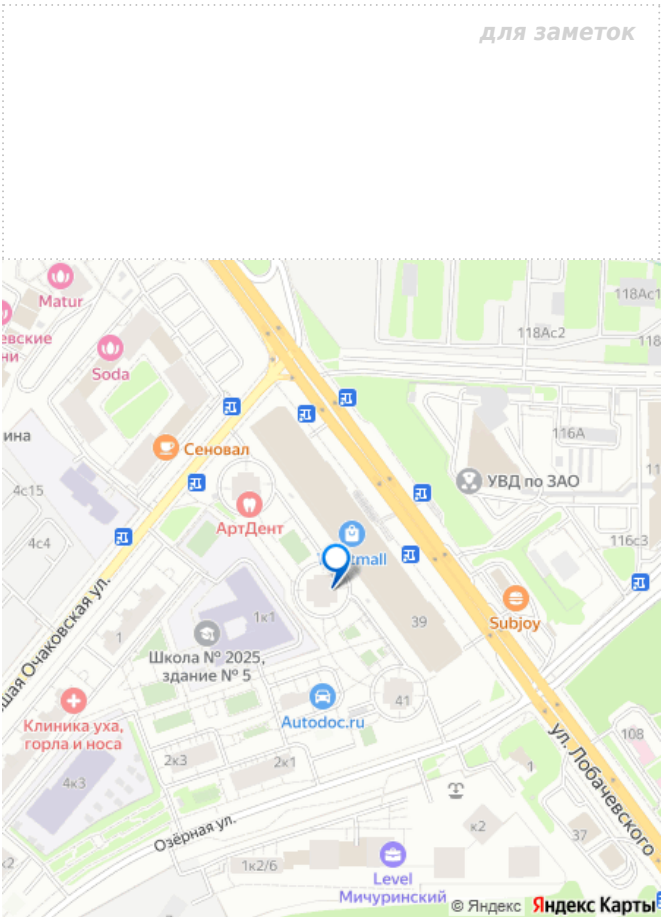 для заметок
Matur
118Ас1
118Ас2
118
евские
ни
Soda
116А
ина
Сеновал
УВД по ЗАО
11
4с15
АртДент
116с3
4с4
tmall
Subjoy
1к1
39
1
Школа № 2025,
здание № 5
шая Очаковская ул.
Клиника уха,
горла и носа
Autodoc.ru
41
108
2к3
2к1
ул. Лобачевского
1
4к3
Озёрная ул.
к2
37
к2
1к2/6
Level
Мичуринский
© Яндекс Яндекс Карты